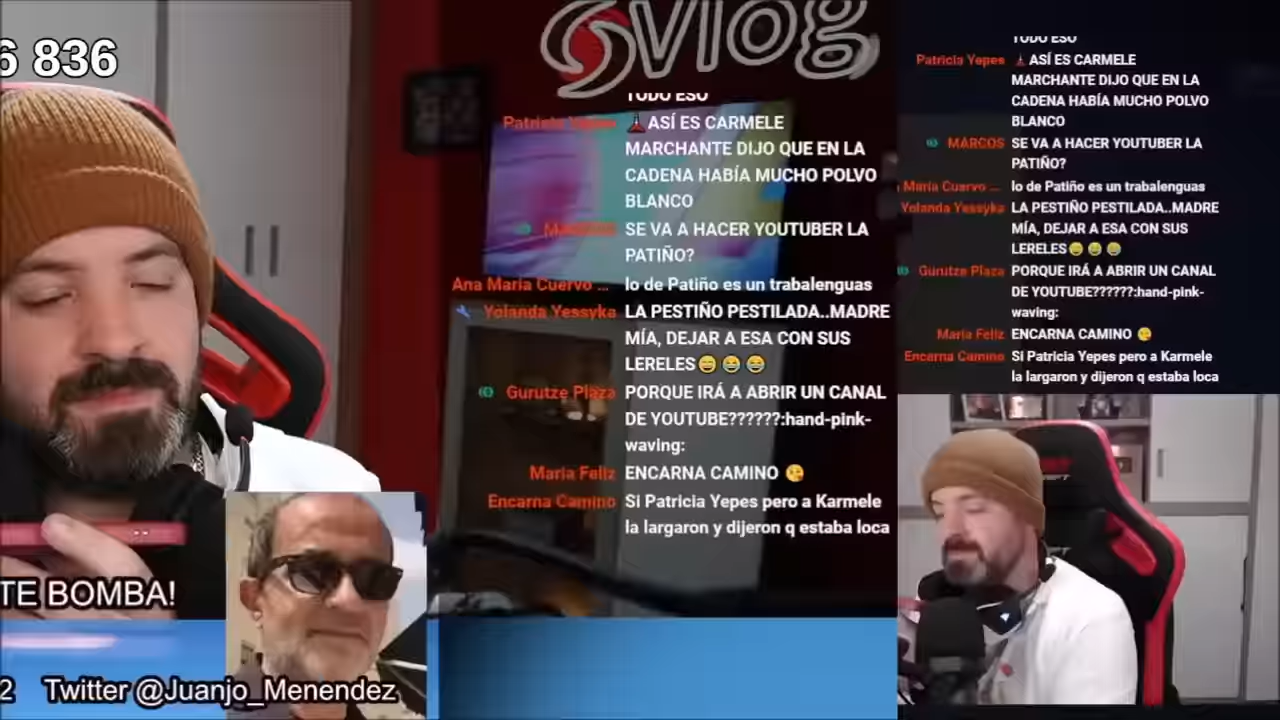 6 836
Svlog
TODO ESO
Patricia Yepes ASÍ ES CARMELE
MARCHANTE DIJO QUE EN LA
CADENA HABÍA MUCHO POLVO
BLANCO
MARCOS SE VA A HACER YOUTUBER LA
PATIÑO?
Ana María Cuervo ... lo de Patiño es un trabalenguas
Yolanda Yessyka LA PESTIÑO PESTILADA..MADRE
MÍA, DEJAR A ESA CON SUS
LERELES😄😂😂
Gurutze Plaza PORQUE IRÁ A ABRIR UN CANAL
DE YOUTUBE??????:hand-pink-
waving:
Maria Feliz ENCARNA CAMINO 😘
Encarna Camino Si Patricia Yepes pero a Karmele
la largaron y dijeron q estaba loca
TE BOMBA!
2 Twitter @Juanjo_Menendez
TODO ESO
Patricia Yepes ASÍ ES CARMELE
MARCHANTE DIJO QUE EN LA
CADENA HABÍA MUCHO POLVO
BLANCO
MARCOS SE VA A HACER YOUTUBER LA
PATIÑO?
María Cuervo ... lo de Patiño es un trabalenguas
Yolanda Yessyka LA PESTIÑO PESTILADA..MADRE
MÍA, DEJAR A ESA CON SUS
LERELES😄😂😂
Gurutze Plaza PORQUE IRÁ A ABRIR UN CANAL
DE YOUTUBE??????:hand-pink-
waving:
Maria Feliz ENCARNA CAMINO 😘
Encarna Camino Si Patricia Yepes pero a Karmele
la largaron y dijeron q estaba loca